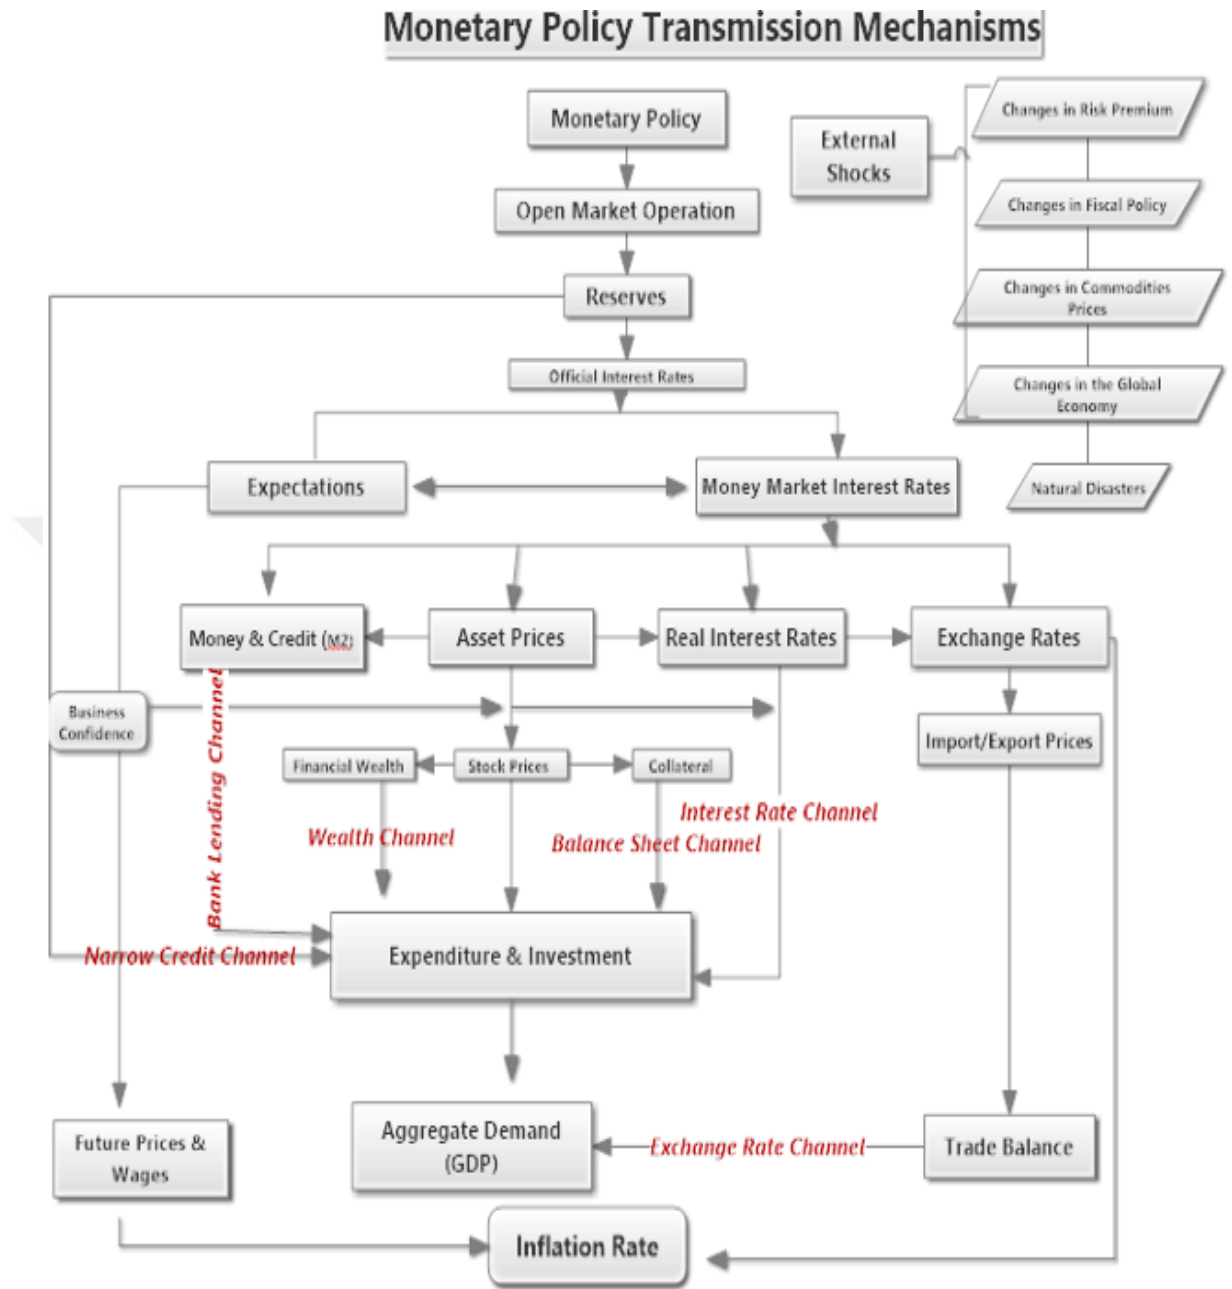 Monetary Policy Transmission Mechanisms
Monetary Policy
External
Shocks
Changes in Risk Premium
Open Market Operation
Changes in Fiscal Policy
Reserves
Changes in Commodities
Prices
Official Interest Rates
Changes in the Global
Economy
Expectations
Money Market Interest Rates
Natural Disasters
Money & Credit (M2)
Asset Prices
Real Interest Rates
Exchange Rates
Business
Confidence
Bank Lending Channel
Import/Export Prices
Financial Wealth
Stock Prices
Collateral
Interest Rate Channel
Wealth Channel
Balance Sheet Channel
Narrow Credit Channel
Expenditure & Investment
Future Prices &
Wages
Aggregate Demand
(GDP)
Exchange Rate Channel
Trade Balance
Inflation Rate